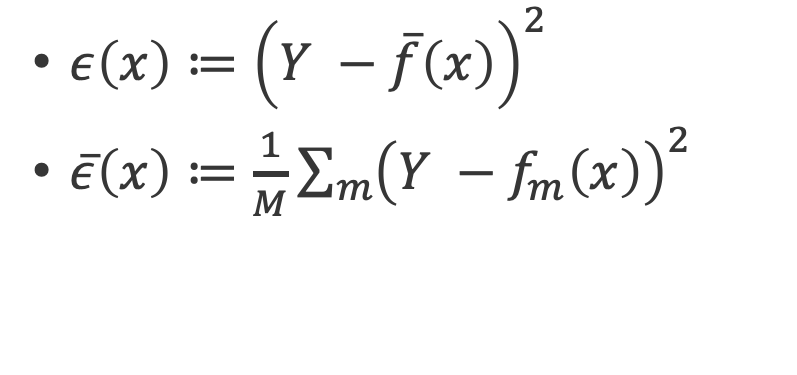 • ϵ(x) ≔ (Y − f̄(x))²
• ϵ̄(x) ≔ 1/M ∑ₘ(Y − fₘ(x))²